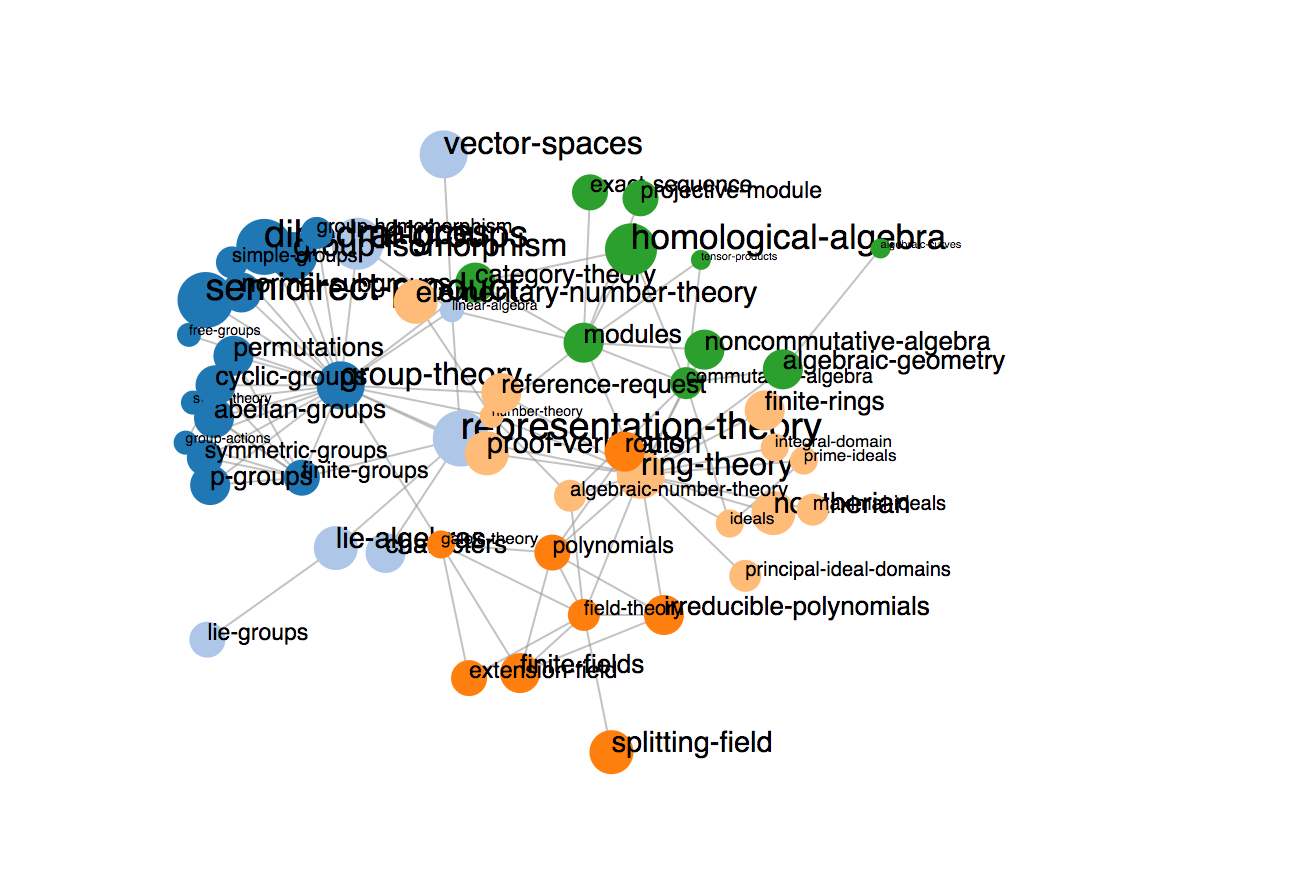 vector-spaces
exact-sequence
projective-module
group-homomorphism
dihedral-groups
homological-algebra
group-isomorphism
algebraic-curves
simple-groups
tensor-products
category-theory
normal-subgroups
semidirect-product
elementary-number-theory
linear-algebra
free-groups
modules
noncommutative-algebra
permutations
algebraic-geometry
cyclic-groups
group-theory
commutative-algebra
reference-request
finite-rings
abelian-groups
number-theory
representation-theory
group-actions
proof-verification
integral-domain
symmetric-groups
prime-ideals
ring-theory
finite-groups
p-groups
algebraic-number-theory
noetherian
maximal-ideals
ideals
lie-algebras
galois-theory
characters
polynomials
principal-ideal-domains
field-theory
irreducible-polynomials
lie-groups
finite-fields
extension-field
splitting-field